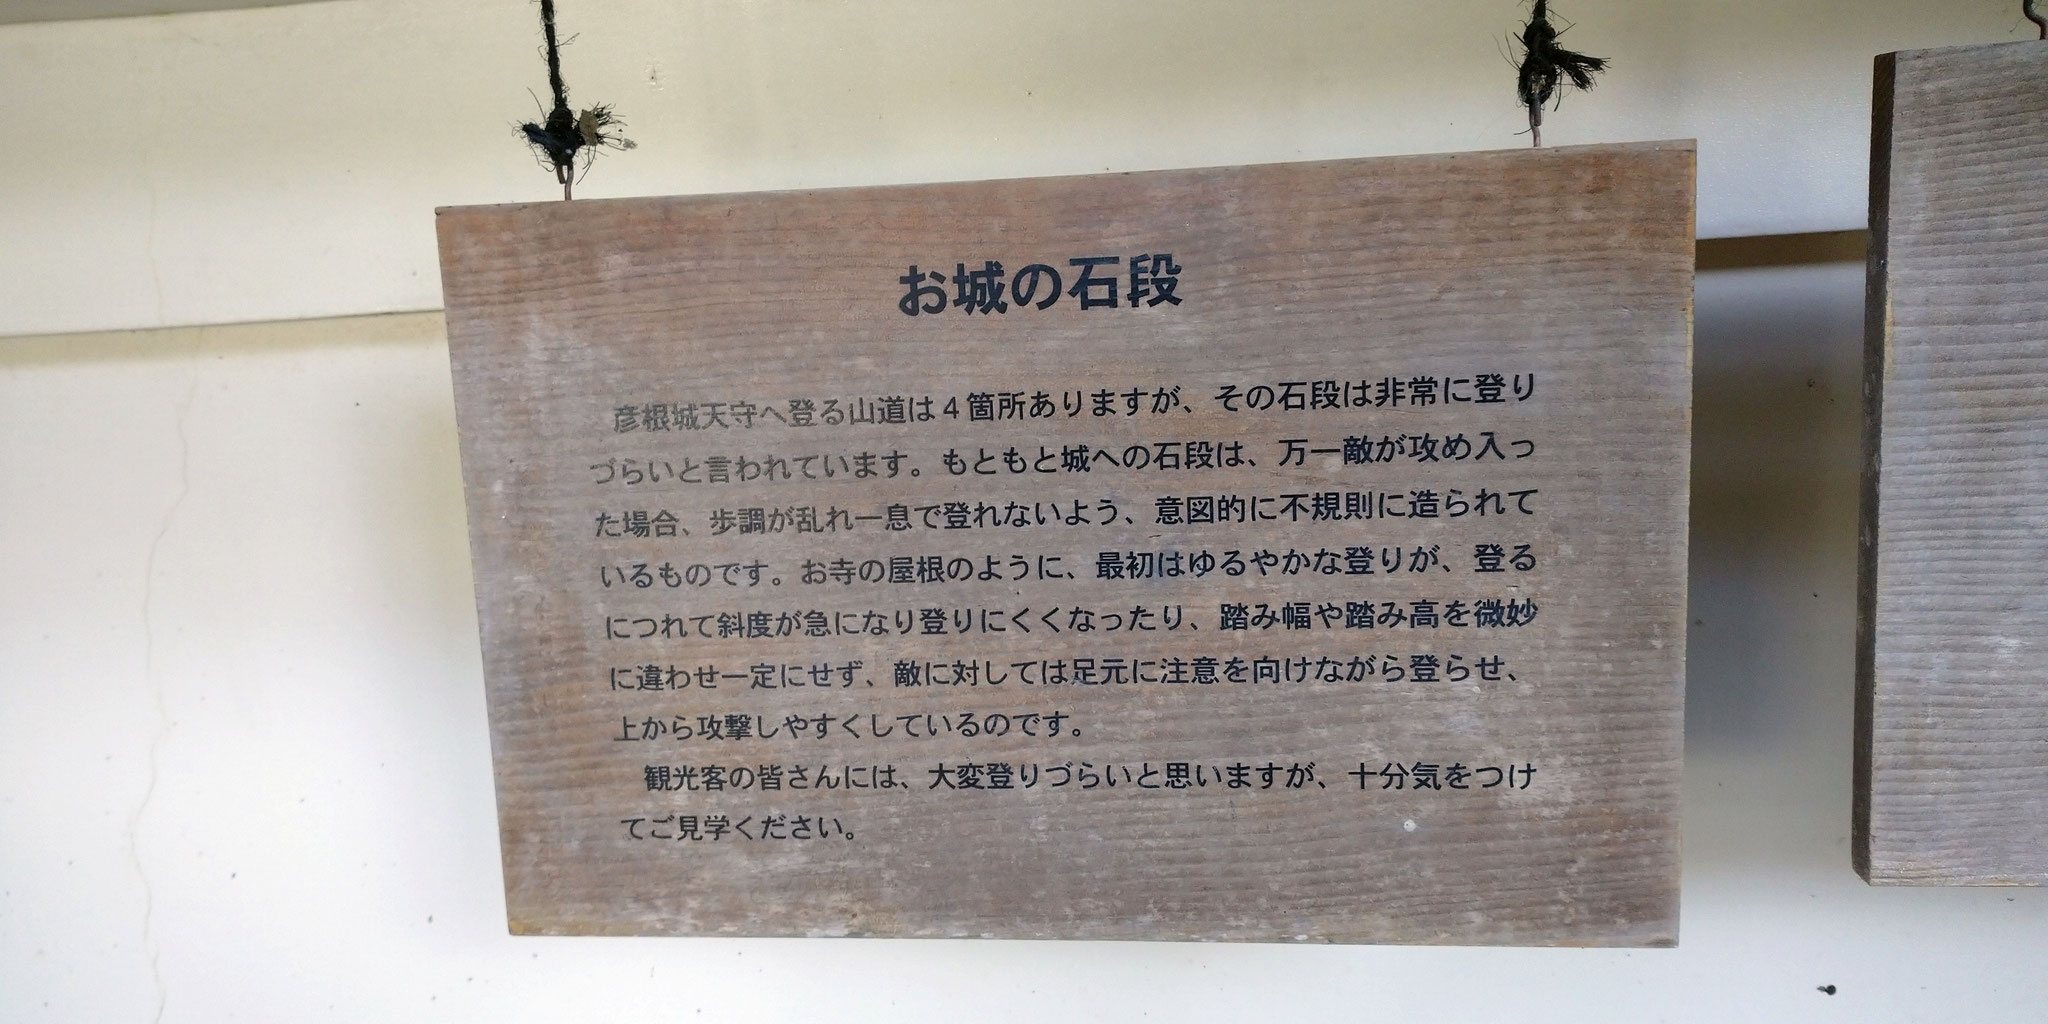 お城の石段
彦根城天守へ登る山道は4箇所ありますが、その石段は非常に登り
づらいと言われています。もともと城への石段は、万一敵が攻め入っ
た場合、歩調が乱れ一息で登れないよう、意図的に不規則に造られて
いるものです。お寺の屋根のように、最初はゆるやかな登りが、登る
につれて斜度が急になり登りにくくなったり、踏み幅や踏み高を微妙
に違わせ一定にせず、敵に対しては足元に注意を向けながら登らせ、
上から攻撃しやすくしているのです。
観光客の皆さんには、大変登りづらいと思いますが、十分気をつけ
てご見学ください。